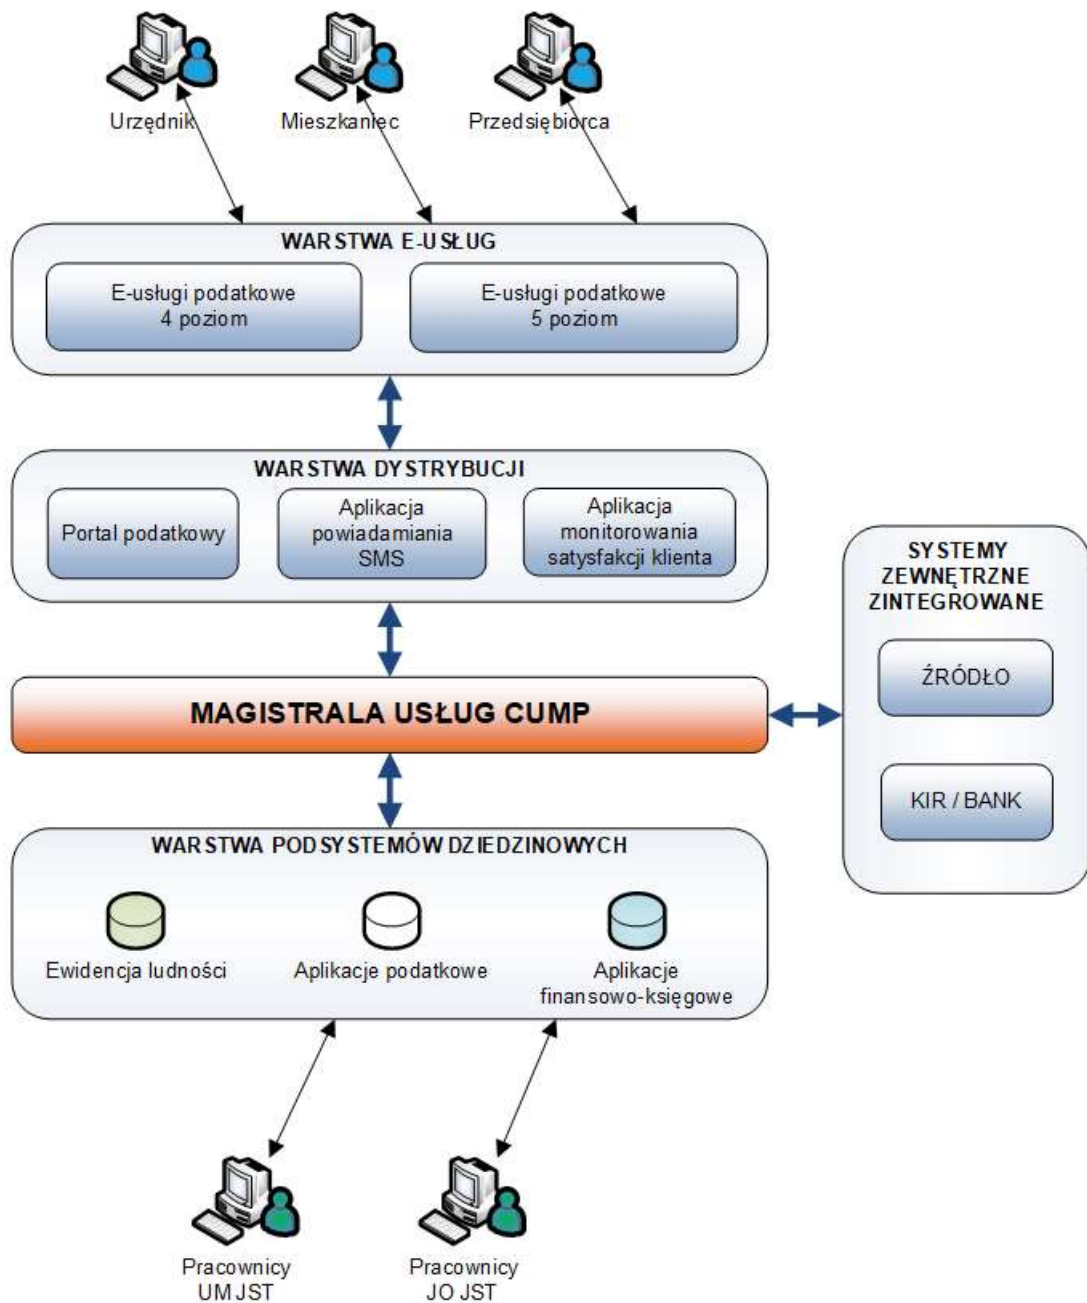 Urzędnik
Mieszkaniec
Przedsiębiorca
WARSTWA E-USŁUG
E-usługi podatkowe
4 poziom
E-usługi podatkowe
5 poziom
WARSTWA DYSTRYBUCJI
Portal podatkowy
Aplikacja
powiadamiania
SMS
Aplikacja
monitorowania
satysfakcji klienta
SYSTEMY
ZEWNĘTRZNE
ZINTEGROWANE
ŹRÓDŁO
KIR / BANK
MAGISTRALA USŁUG CUMP
WARSTWA PODSYSTEMÓW DZIEDZINOWYCH
Ewidencja ludności
Aplikacje podatkowe
Aplikacje
finansowo-księgowe
Pracownicy
UM JST
Pracownicy
JO JST